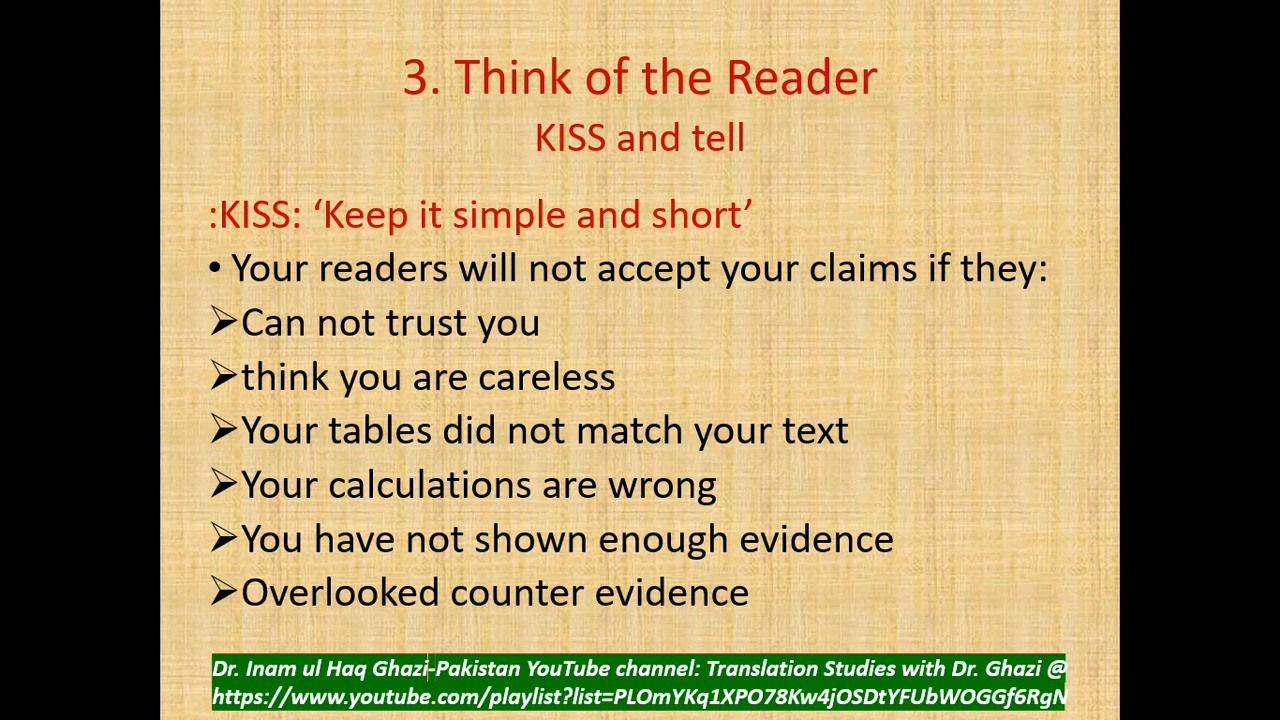 3. Think of the Reader
KISS and tell
:KISS: ‘Keep it simple and short’
• Your readers will not accept your claims if they:
➢Can not trust you
➢think you are careless
➢Your tables did not match your text
➢Your calculations are wrong
➢You have not shown enough evidence
➢Overlooked counter evidence
Dr. Inam ul Haq Ghazi-Pakistan YouTube channel: Translation Studies with Dr. Ghazi @
https://www.youtube.com/playlist?list=PLOmYKq1XPO78Kw4jOSDtYFUbWOGGf6RgN